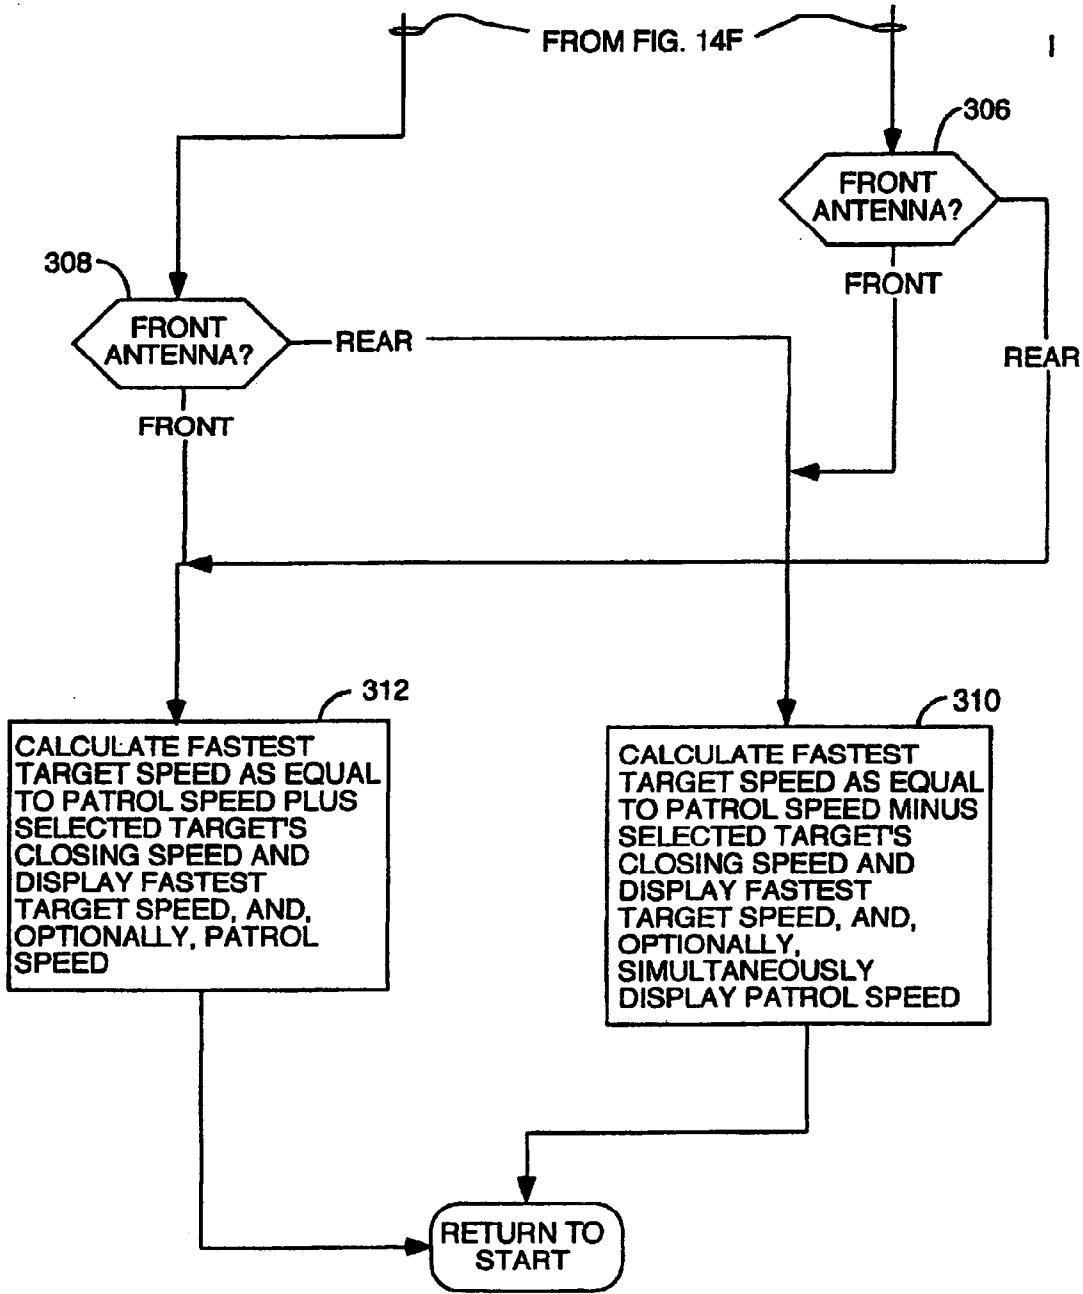 FROM FIG. 14F
306
FRONT
ANTENNA?
FRONT
REAR
308
FRONT
ANTENNA?
REAR
FRONT
312
CALCULATE FASTEST
TARGET SPEED AS EQUAL
TO PATROL SPEED PLUS
SELECTED TARGET'S
CLOSING SPEED AND
DISPLAY FASTEST
TARGET SPEED, AND,
OPTIONALLY, PATROL
SPEED
310
CALCULATE FASTEST
TARGET SPEED AS EQUAL
TO PATROL SPEED MINUS
SELECTED TARGET'S
CLOSING SPEED AND
DISPLAY FASTEST
TARGET SPEED, AND,
OPTIONALLY,
SIMULTANEOUSLY
DISPLAY PATROL SPEED
RETURN TO
START